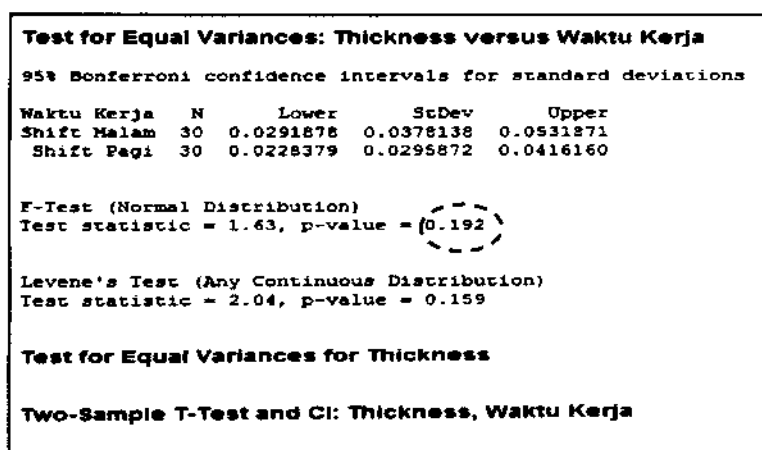 Test for Equal Variances: Thickness versus Waktu Kerja
95% Bonferroni confidence intervals for standard deviations
Waktu Kerja N Lower StDev Upper
Shift Malam 30 0.0291878 0.0378138 0.0531871
Shift Pagi 30 0.0228379 0.0295872 0.0416160
F-Test (Normal Distribution)
Test statistic = 1.63, p-value = 0.192
Levene's Test (Any Continuous Distribution)
Test statistic = 2.04, p-value = 0.159
Test for Equal Variances for Thickness
Two-Sample T-Test and CI: Thickness, Waktu Kerja